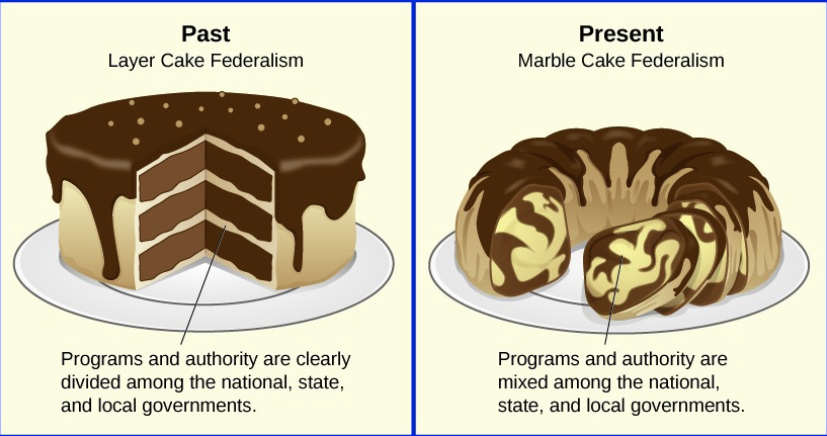 Past
Layer Cake Federalism
Programs and authority are clearly
divided among the national, state,
and local governments.
Present
Marble Cake Federalism
Programs and authority are
mixed among the national,
state, and local governments.